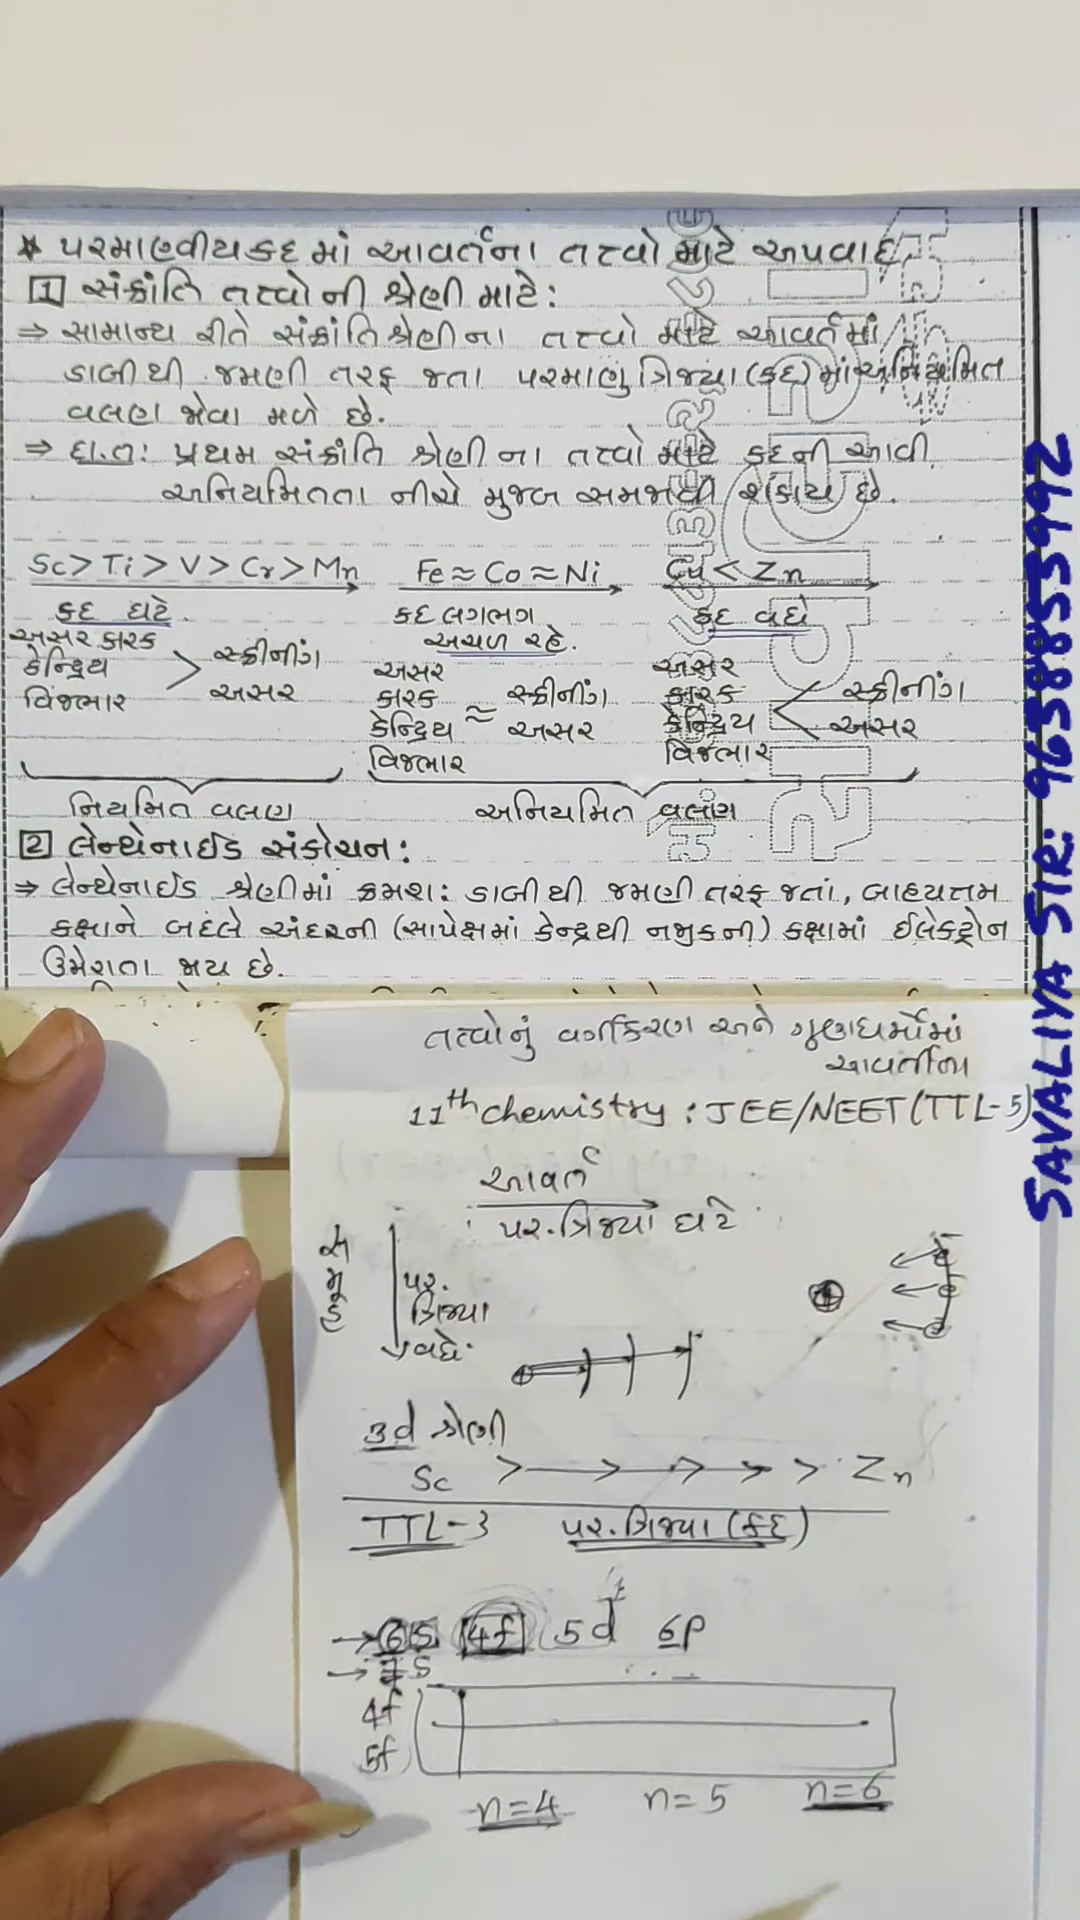 * પરમાણ્વીય કદ માં આવર્તના તત્ત્વો માટે અપવાદ
1 સંક્રાંતિ તત્ત્વોની શ્રેણી માટે:
⇒ સામાન્ય રીતે સંક્રાંતિ શ્રેણીના તત્ત્વો માટે આવર્તમાં
ડાબીથી જમણી તરફ જતા પરમાણુ ત્રિજ્યા (કદ) માં અનિયમિત
વલણ જોવા મળે છે.
⇒ દા.ત: પ્રથમ સંક્રાંતિ શ્રેણીના તત્ત્વો માટે કદની આવી
અનિયમિતતા નીચે મુજબ સમજાવી શકાય છે.
Sc > Ti > V > Cr > Mn Fe ≈ Co ≈ Ni Cu < Zn
કદ ઘટે. કદ લગભગ અચળ રહે. કદ વધે
અસરકારક કેન્દ્રિય વિજભાર > સ્ક્રીનીંગ અસર
અસર કારક કેન્દ્રિય વિજભાર ≈ સ્ક્રીનીંગ અસર
અસર કારક કેન્દ્રિય વિજભાર < સ્ક્રીનીંગ અસર
નિયમિત વલણ અનિયમિત વલણ
2 લેન્થેનાઈડ સંકોચન:
⇒ લેન્થેનાઈડ શ્રેણીમાં ક્રમશ: ડાબીથી જમણી તરફ જતાં, બાહ્યતમ
કક્ષાને બદલે અંદરની (સાપેક્ષમાં કેન્દ્રથી નજીકની) કક્ષામાં ઈલેક્ટ્રોન
ઉમેરાતા જાય છે.
SAVALIYA SIR: 9638855992
તત્ત્વોનું વર્ગીકરણ અને ગુણધર્મોમાં
આવર્તીતા
11th chemistry : JEE/NEET (TTL-5)
આવર્ત
પર. ત્રિજ્યા ઘટે
સમૂહ
પર.
ત્રિજ્યા
વધે.
3d શ્રેણી
Sc > > > > > Zn
TTL-3 પર. ત્રિજ્યા (કદ)
→ 6s 4f 5d 6p
→ 7s
4f
5f
n=4 n=5 n=6